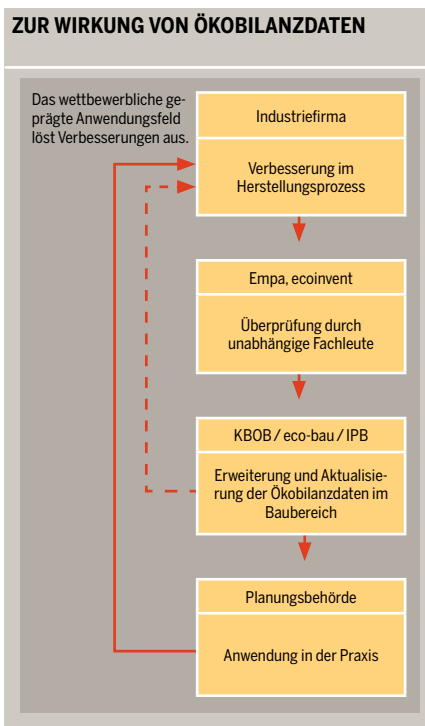 ZUR WIRKUNG VON ÖKOBILANZDATEN
Das wettbewerbliche ge-
prägte Anwendungsfeld
löst Verbesserungen aus.
Industriefirma
Verbesserung im
Herstellungsprozess
Empa, ecoinvent
Überprüfung durch
unabhängige Fachleute
KBOB / eco-bau / IPB
Erweiterung und Aktualisie-
rung der Ökobilanzdaten im
Baubereich
Planungsbehörde
Anwendung in der Praxis